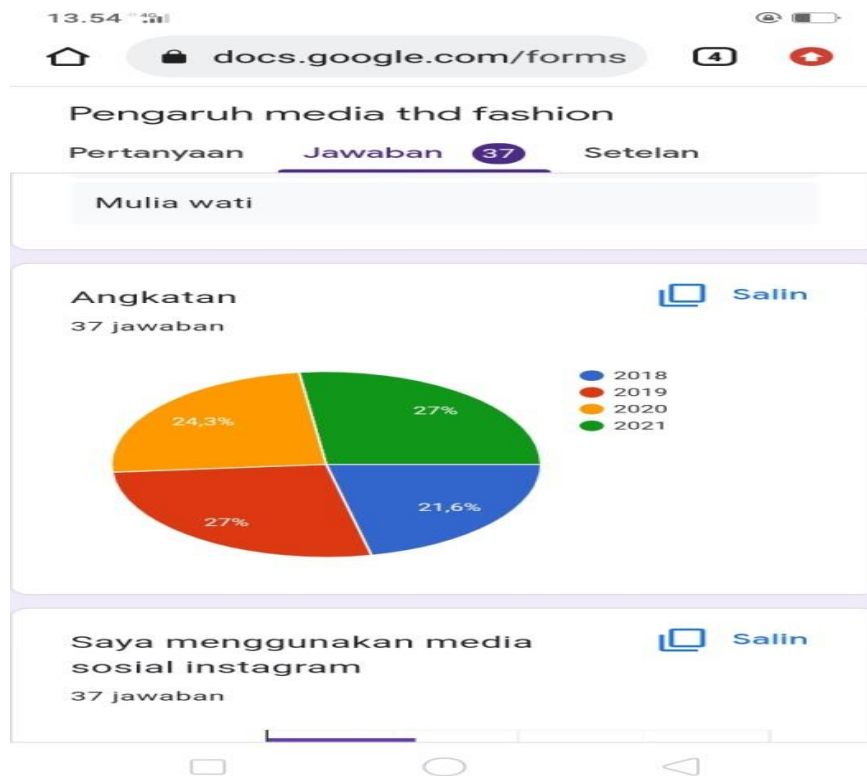 13.54
docs.google.com/forms
4
Pengaruh media thd fashion
Pertanyaan Jawaban 37 Setelan
Mulia wati
Angkatan
Salin
37 jawaban
2018
2019
2020
2021
24,3%
27%
27%
21,6%
Saya menggunakan media
sosial instagram
Salin
37 jawaban